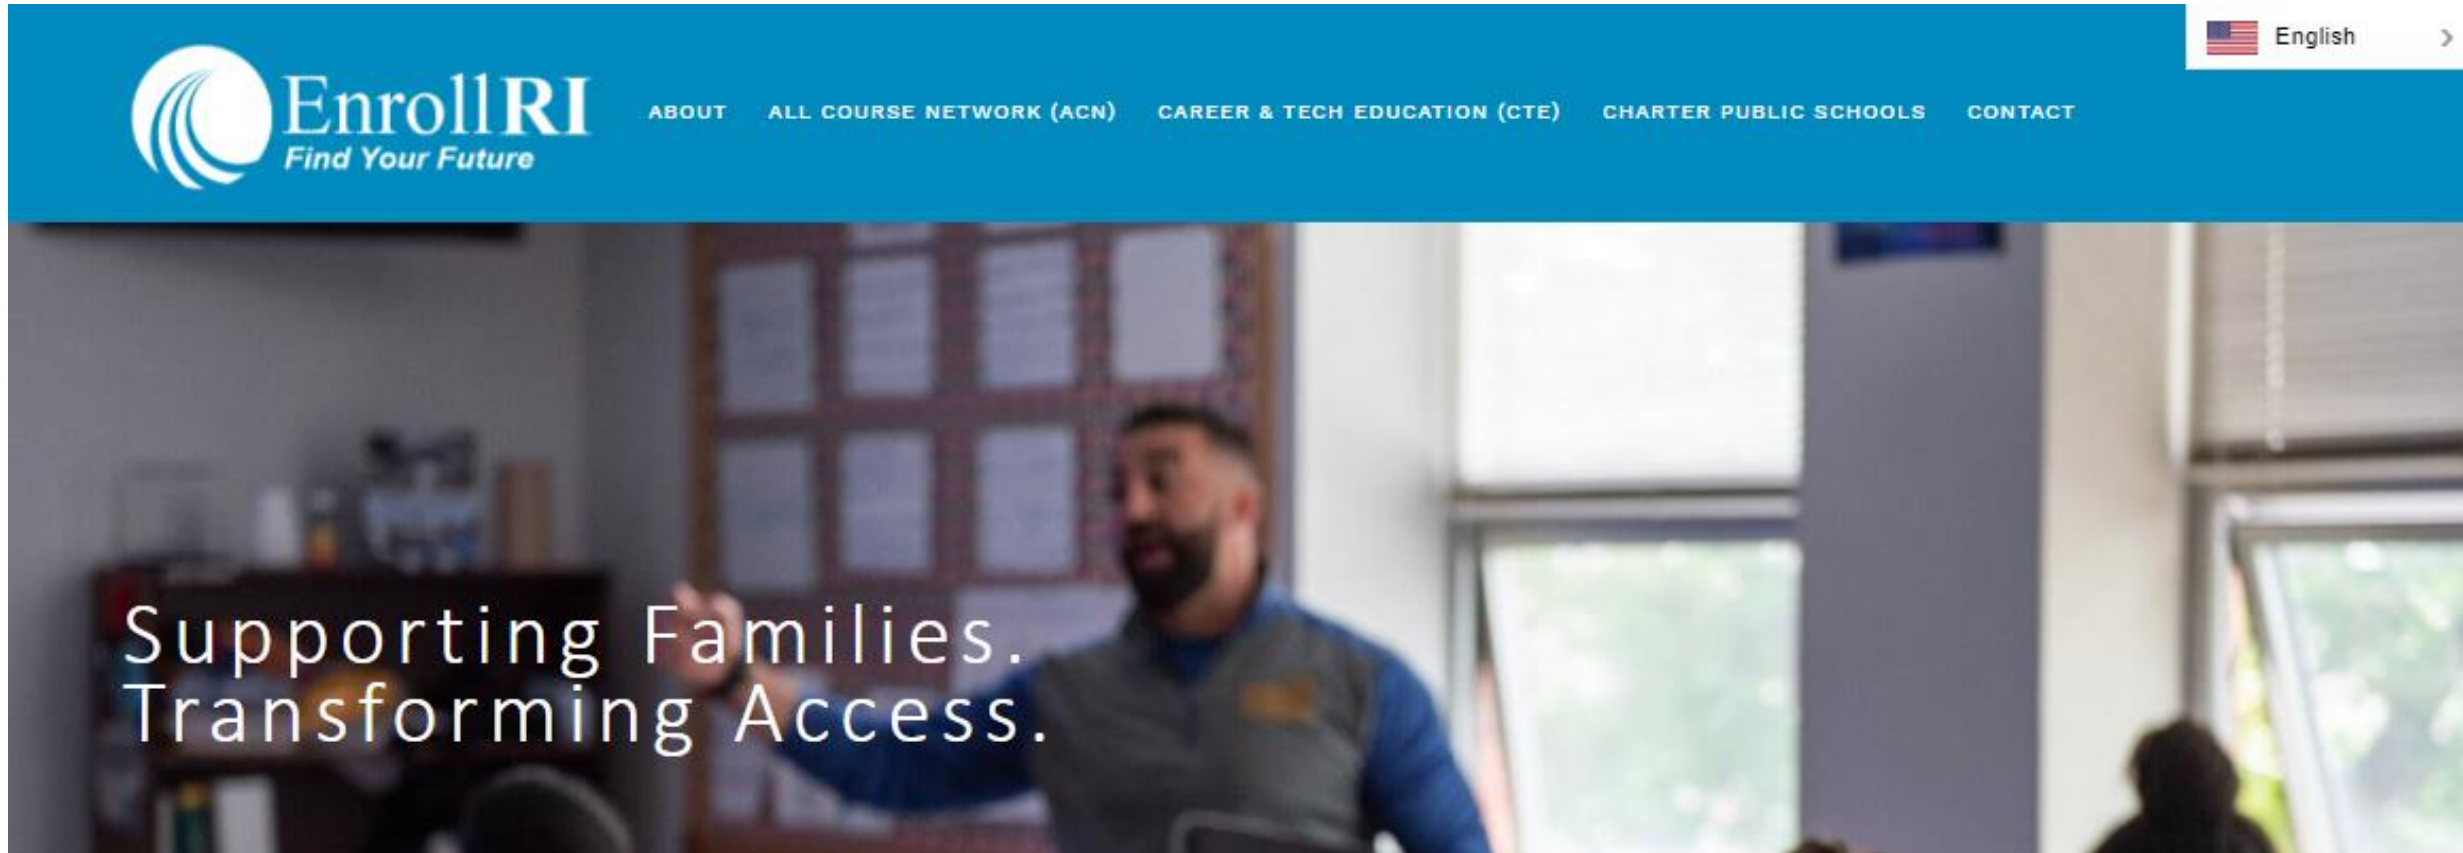 English
EnrollRI
Find Your Future
ABOUT ALL COURSE NETWORK (ACN) CAREER & TECH EDUCATION (CTE) CHARTER PUBLIC SCHOOLS CONTACT
Supporting Families.
Transforming Access.